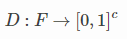 D : F → [0, 1]ᶜ